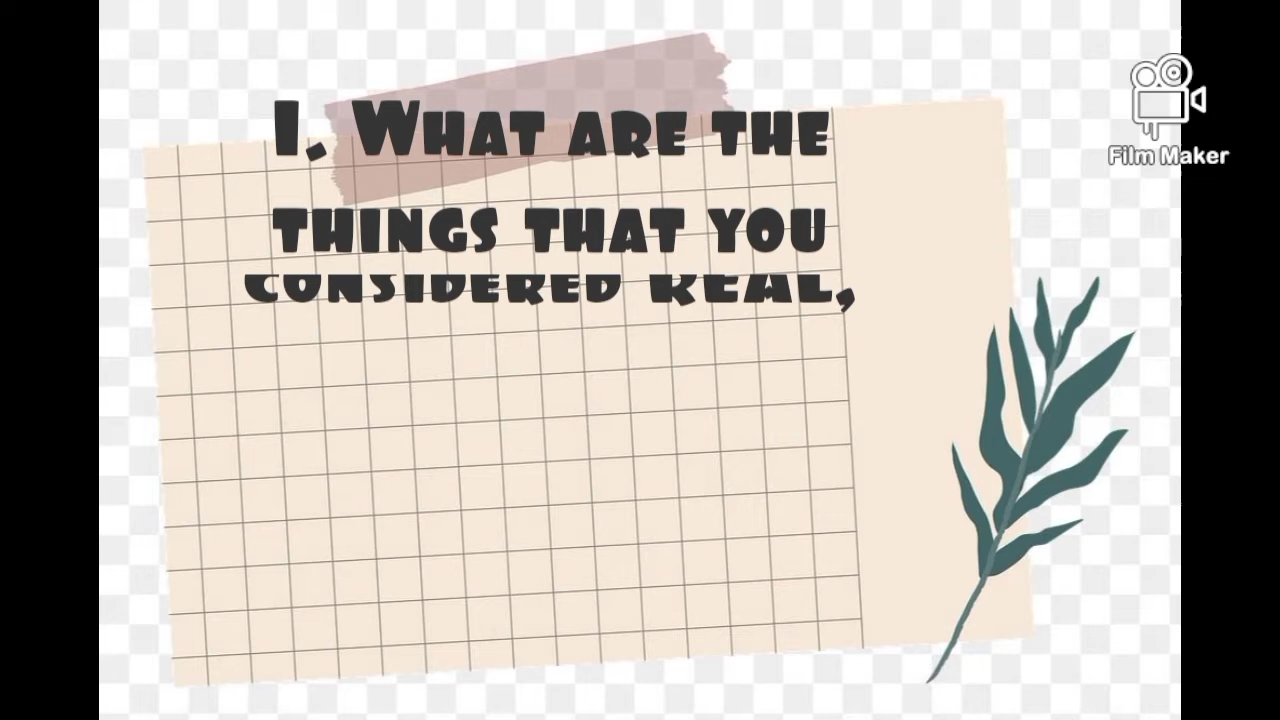 1. What are the
things that you
considered real,
Film Maker